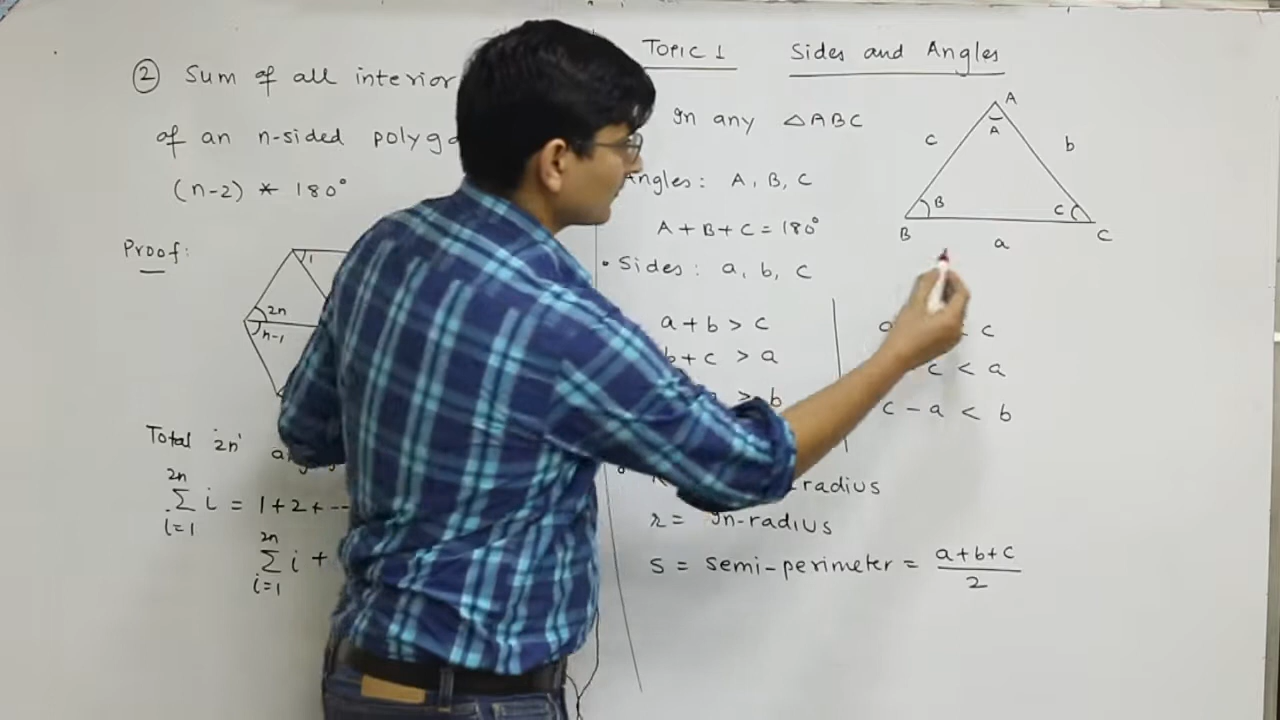 ② Sum of all interior
of an n-sided polyg
(n-2) * 180°
Proof:
1
2n
n-1
Total '2n'
2n
Σ i = 1+2+--
i=1
2n
Σ i +
i=1
TOPIC 1 Sides and Angles
In any △ABC
Angles: A, B, C
A + B + C = 180°
• Sides: a, b, c
a + b > c
b + c > a
> b
c
c < a
c - a < b
radius
r = In-radius
s = semi-perimeter = a+b+c
2
A
A
c
b
B
C
B
a
C